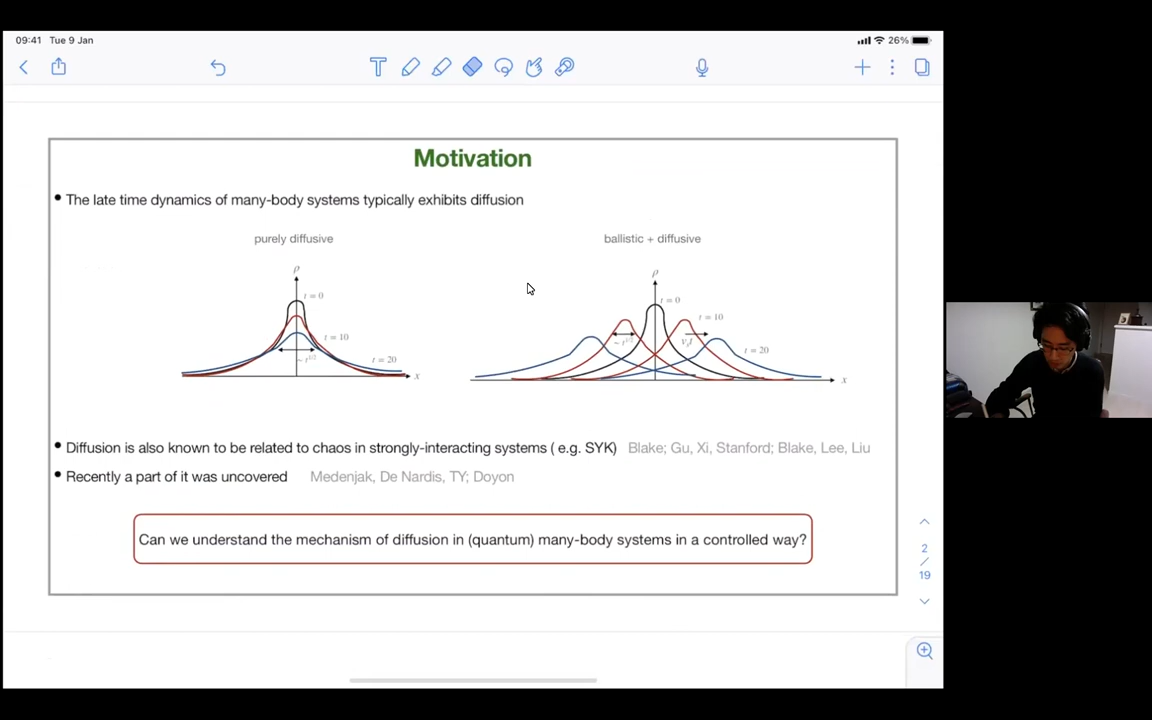 09:41 Tue 9 Jan
26%
Motivation
• The late time dynamics of many-body systems typically exhibits diffusion
purely diffusive
ballistic + diffusive
ρ
t = 0
t = 10
t = 20
~ t^{1/2}
x
ρ
t = 0
t = 10
~ t^{1/2}
t = 20
x
• Diffusion is also known to be related to chaos in strongly-interacting systems ( e.g. SYK) Blake; Gu, Xi, Stanford; Blake, Lee, Liu
• Recently a part of it was uncovered Medenjak, De Nardis, TY; Doyon
Can we understand the mechanism of diffusion in (quantum) many-body systems in a controlled way?
2
/
19